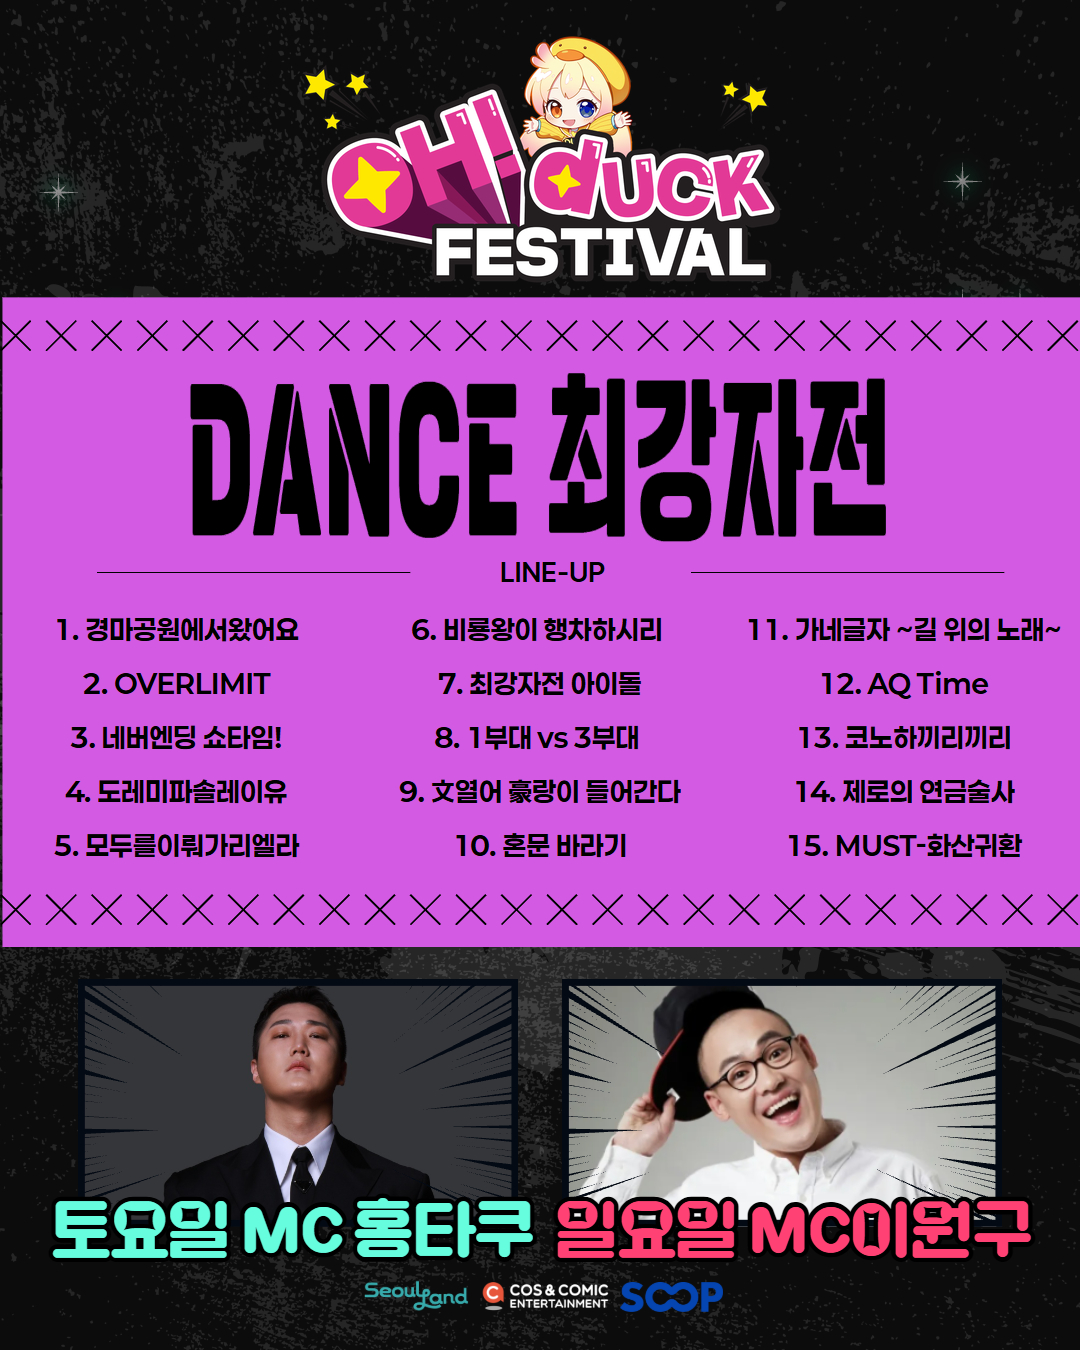 OH! duck
FESTIVAL
DANCE 최강자전
LINE-UP
1. 경마공원에서왔어요
2. OVERLIMIT
3. 네버엔딩 쇼타임!
4. 도레미파솔레이유
5. 모두를이뤄가리엘라
6. 비룡왕이 행차하시리
7. 최강자전 아이돌
8. 1부대 vs 3부대
9. 文열어 豪랑이 들어간다
10. 혼문 바라기
11. 가네글자 ~길 위의 노래~
12. AQ Time
13. 코노하끼리끼리
14. 제로의 연금술사
15. MUST-화산귀환
토요일 MC 홍타쿠
일요일 MC이원구
SeoulLand
COS & COMIC
ENTERTAINMENT
SOOP